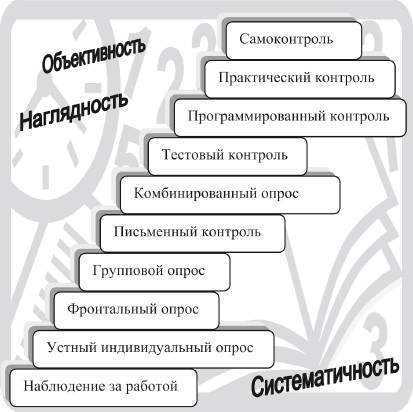 Объективность
Наглядность
Самоконтроль
Практический контроль
Программированный контроль
Тестовый контроль
Комбинированный опрос
Письменный контроль
Групповой опрос
Фронтальный опрос
Устный индивидуальный опрос
Наблюдение за работой
Систематичность